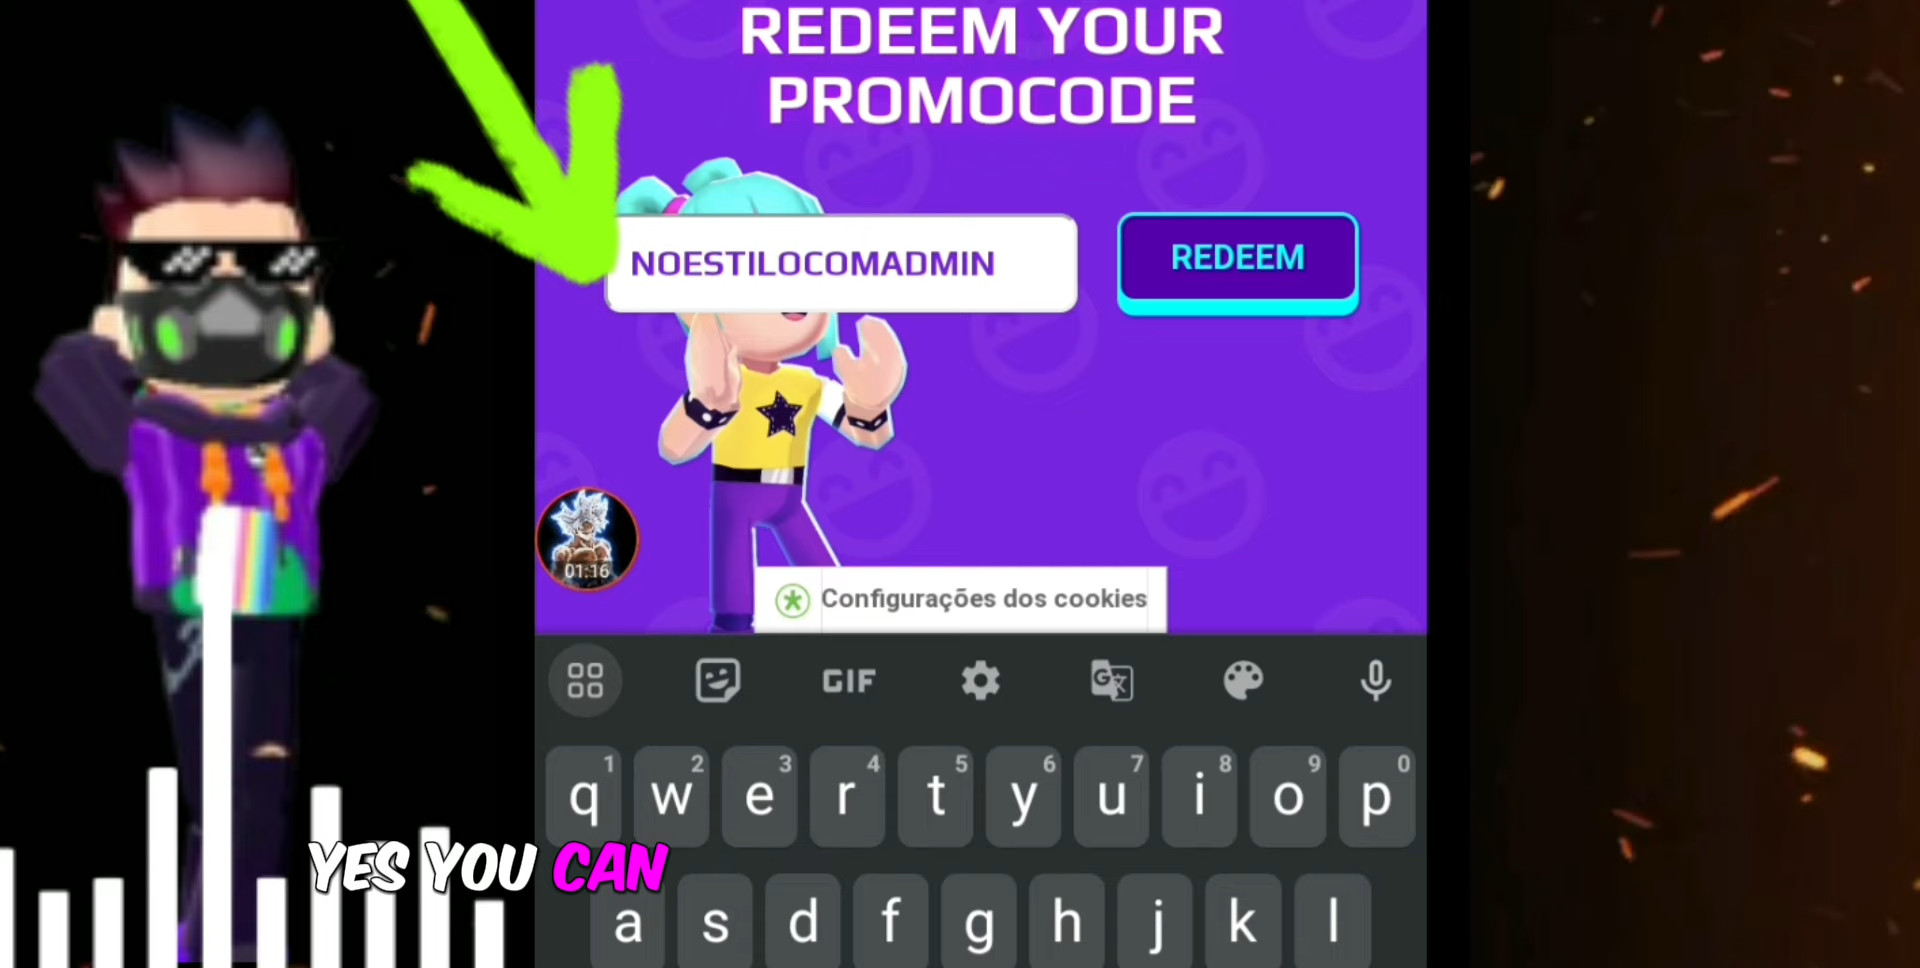 REDEEM YOUR
PROMOCODE
NOESTILOCOMADMIN
REDEEM
01:16
Configurações dos cookies
GIF
G
1 2 3 4 5 6 7 8 9 0
q w e r t y u i o p
YES YOU CAN
a s d f g h j k l